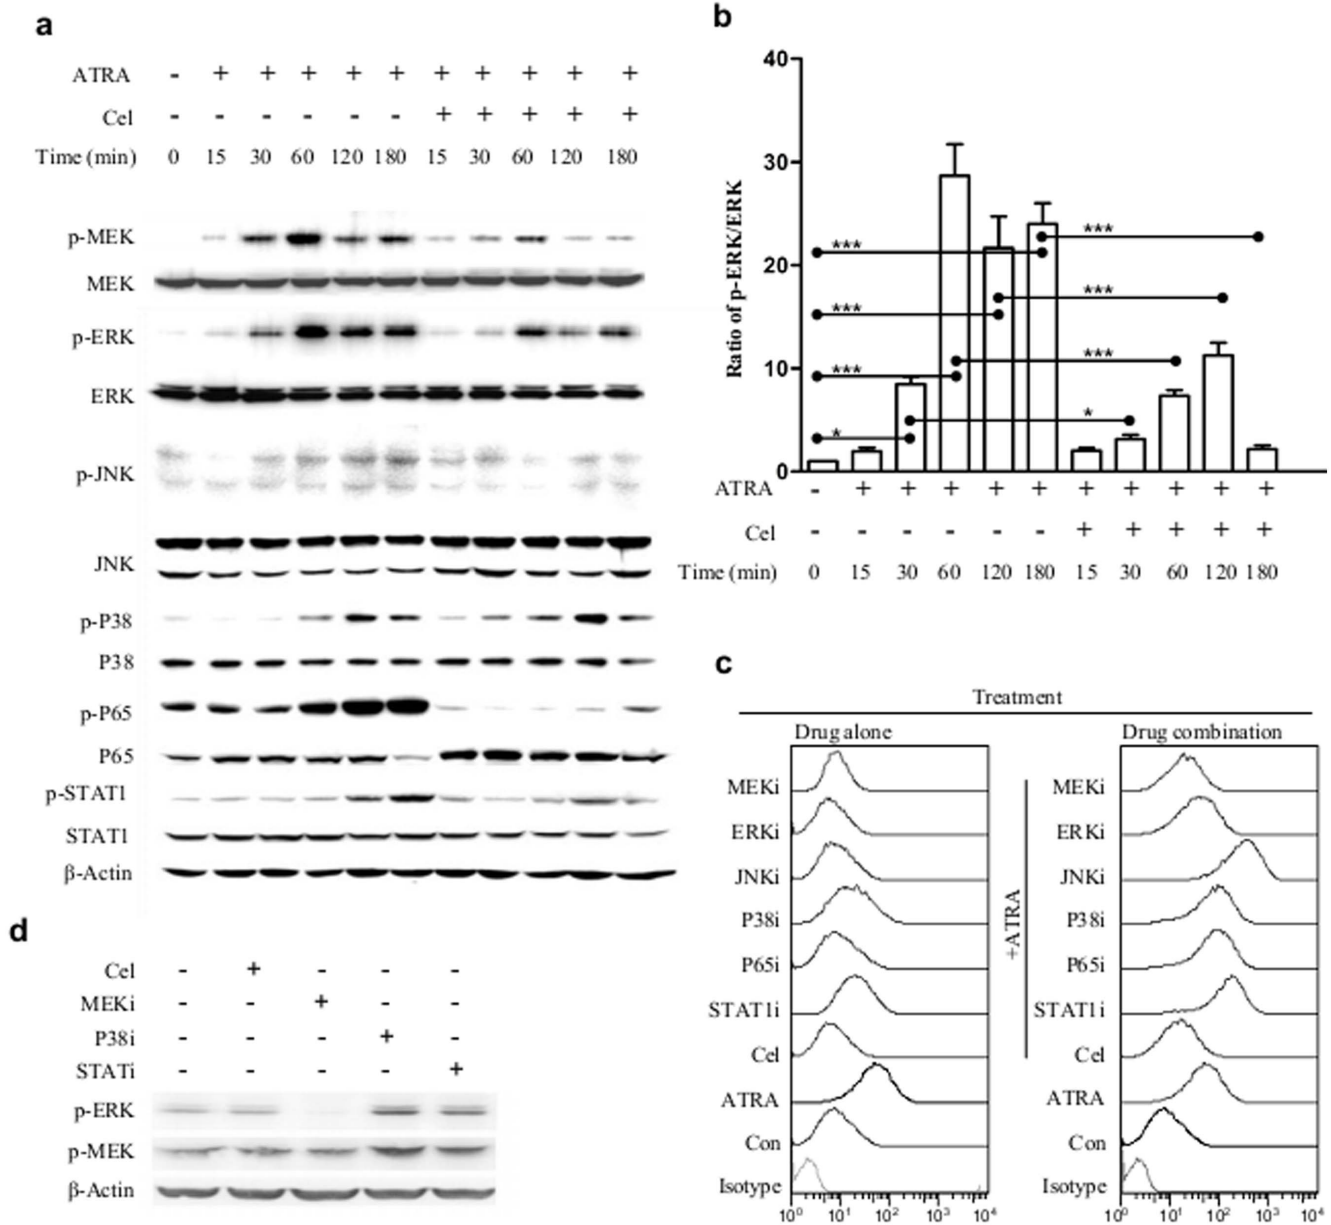 a
ATRA - + + + + + + + + + +
Cel - - - - - - + + + + +
Time (min) 0 15 30 60 120 180 15 30 60 120 180
p-MEK
MEK
p-ERK
ERK
p-JNK
JNK
p-P38
P38
p-P65
P65
p-STAT1
STAT1
β-Actin
b
Ratio of p-ERK/ERK
40
30
20
10
0
*** ***
*** ***
*** ***
* *
ATRA - + + + + + + + + + +
Cel - - - - - - + + + + +
Time (min) 0 15 30 60 120 180 15 30 60 120 180
c
Treatment
Drug alone
MEKi
ERKi
JNKi
P38i
P65i
STAT1i
Cel
ATRA
Con
Isotype
10⁰ 10¹ 10² 10³ 10⁴
+ATRA
Drug combination
MEKi
ERKi
JNKi
P38i
P65i
STAT1i
Cel
ATRA
Con
Isotype
10⁰ 10¹ 10² 10³ 10⁴
d
Cel - + - - -
MEKi - - + - -
P38i - - - + -
STATi - - - - +
p-ERK
p-MEK
β-Actin